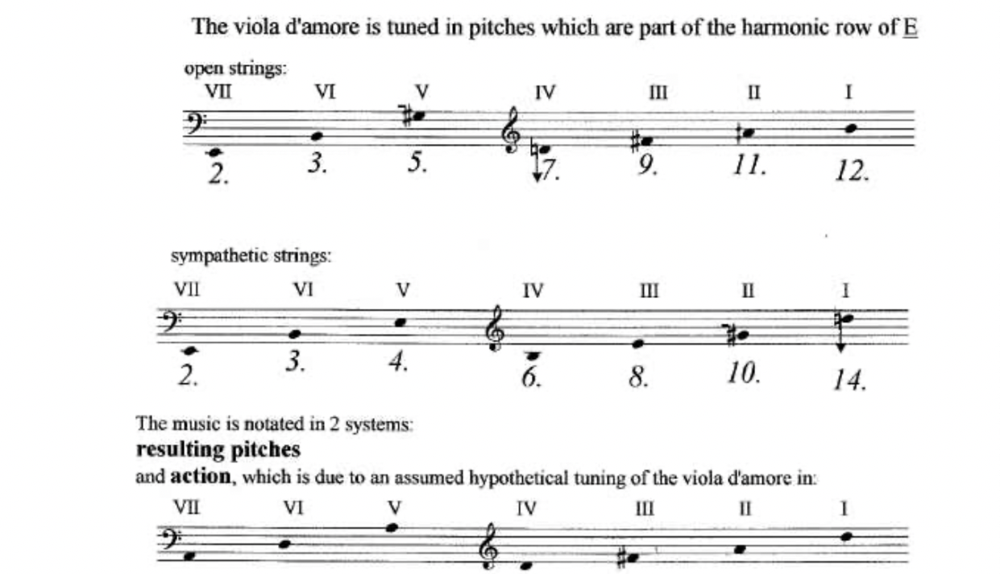 The viola d'amore is tuned in pitches which are part of the harmonic row of E
open strings:
VII VI V IV III II I
2. 3. 5. 7. 9. 11. 12.
sympathetic strings:
VII VI V IV III II I
2. 3. 4. 6. 8. 10. 14.
The music is notated in 2 systems:
resulting pitches
and action, which is due to an assumed hypothetical tuning of the viola d'amore in:
VII VI V IV III II I